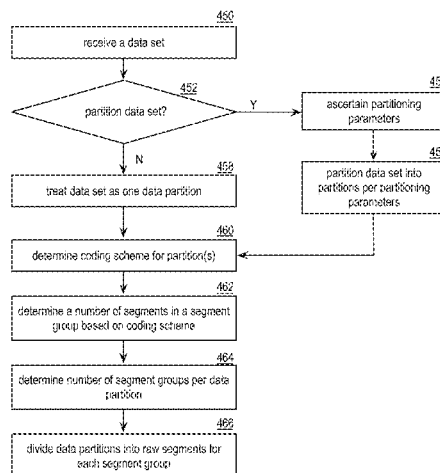 450
receive a data set
452
partition data set?
Y
N
45
ascertain partitioning
parameters
45
partition data set into
partitions per partitioning
parameters
458
treat data set as one data partition
460
determine coding scheme for partition(s)
462
determine a number of segments in a segment
group based on coding scheme
464
determine number of segment groups per data
partition
466
divide data partitions into raw segments for
each segment group